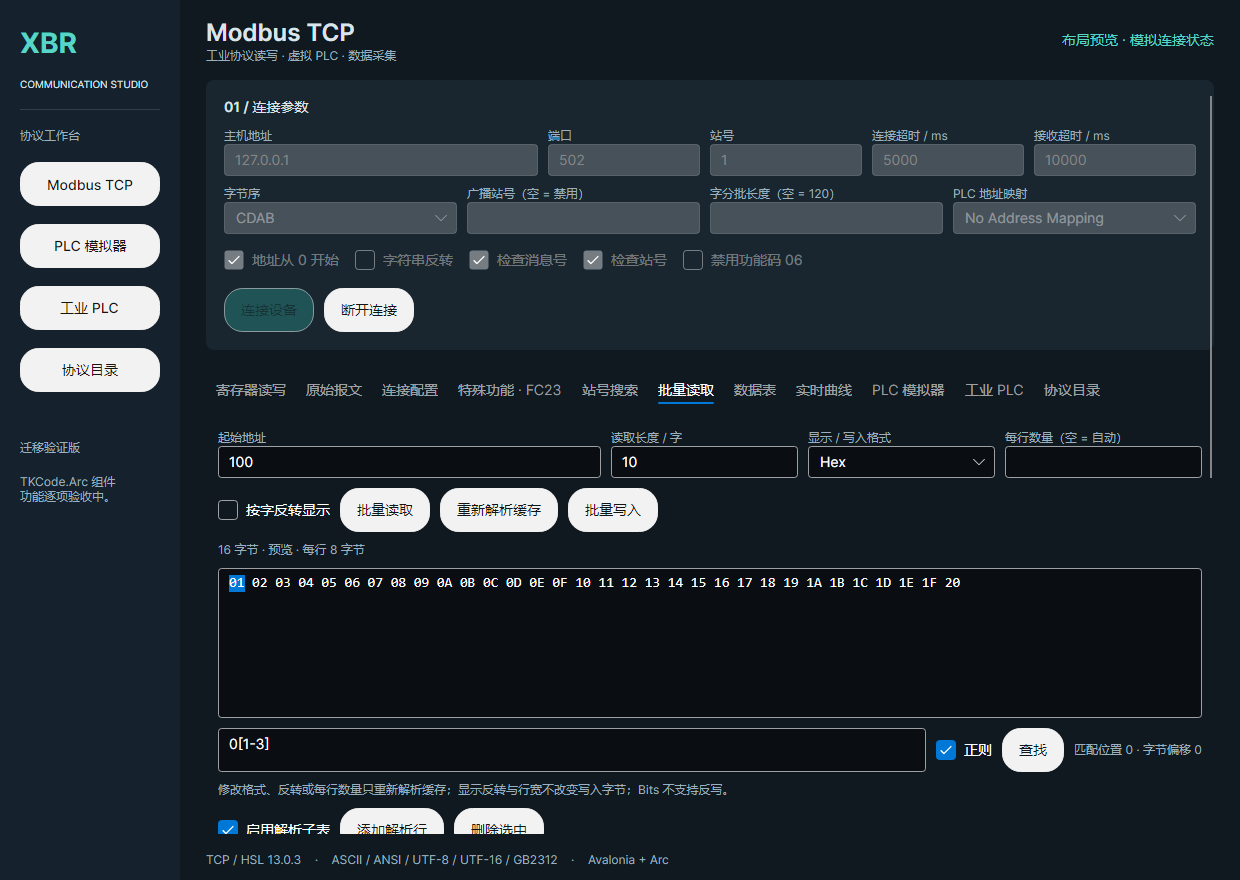 XBR
COMMUNICATION STUDIO
协议工作台
Modbus TCP
PLC 模拟器
工业 PLC
协议目录
迁移验证版
TKCode.Arc 组件
功能逐项验收中。
Modbus TCP
工业协议读写 · 虚拟 PLC · 数据采集
布局预览 · 模拟连接状态
01 / 连接参数
主机地址 端口 站号 连接超时 / ms 接收超时 / ms
127.0.0.1 502 1 5000 10000
字节序 广播站号（空 = 禁用） 字分批长度（空 = 120） PLC 地址映射
CDAB No Address Mapping
地址从 0 开始 字符串反转 检查消息号 检查站号 禁用功能码 06
连接设备 断开连接
寄存器读写 原始报文 连接配置 特殊功能 · FC23 站号搜索 批量读取 数据表 实时曲线 PLC 模拟器 工业 PLC 协议目录
起始地址 读取长度 / 字 显示 / 写入格式 每行数量（空 = 自动）
100 10 Hex
按字反转显示 批量读取 重新解析缓存 批量写入
16 字节 · 预览 · 每行 8 字节
01 02 03 04 05 06 07 08 09 0A 0B 0C 0D 0E 0F 10 11 12 13 14 15 16 17 18 19 1A 1B 1C 1D 1E 1F 20
0[1-3] 正则 查找 匹配位置 0 · 字节偏移 0
修改格式、反转或每行数量只重新解析缓存；显示反转与行宽不改变写入字节；Bits 不支持反写。
启用解析子表 添加解析行 删除选中
TCP / HSL 13.0.3 · ASCII / ANSI / UTF-8 / UTF-16 / GB2312 · Avalonia + Arc